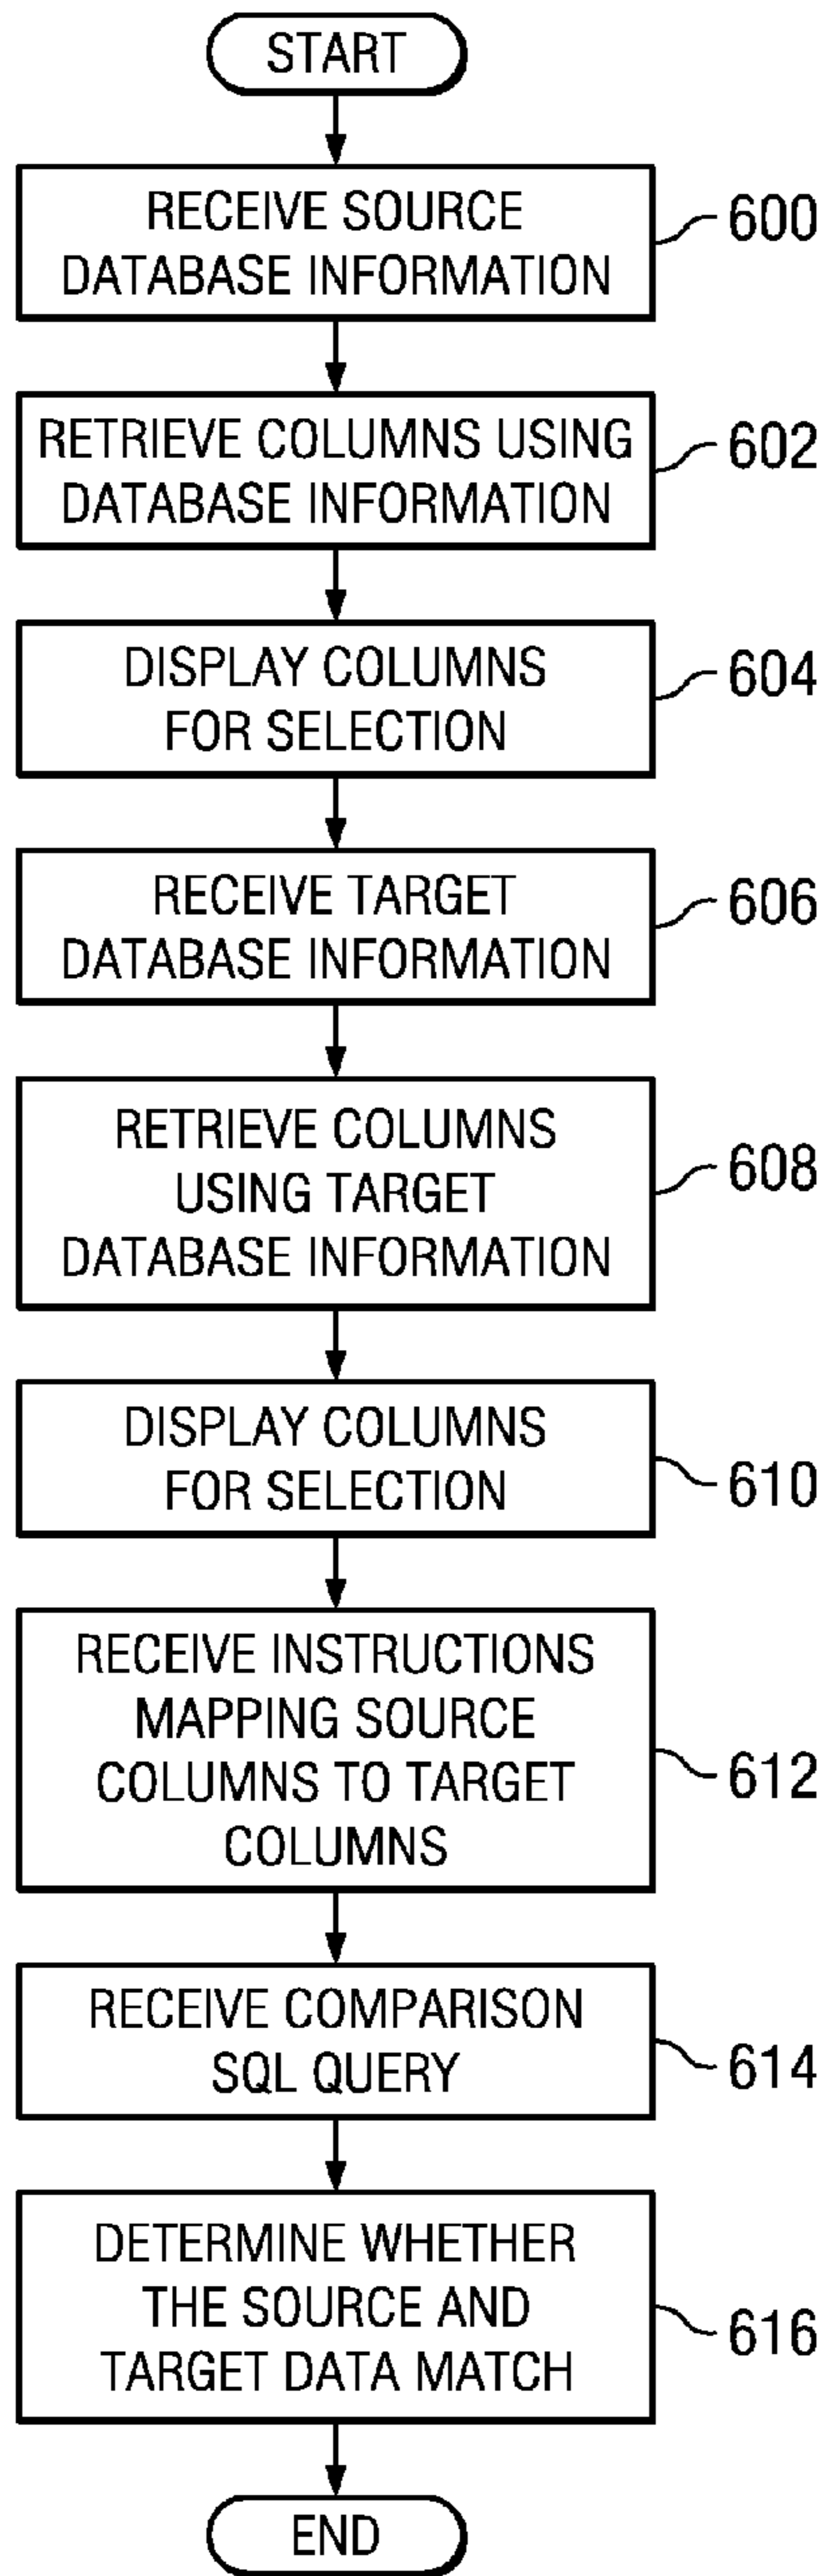 START
RECEIVE SOURCE
DATABASE INFORMATION
600
RETRIEVE COLUMNS USING
DATABASE INFORMATION
602
DISPLAY COLUMNS
FOR SELECTION
604
RECEIVE TARGET
DATABASE INFORMATION
606
RETRIEVE COLUMNS
USING TARGET
DATABASE INFORMATION
608
DISPLAY COLUMNS
FOR SELECTION
610
RECEIVE INSTRUCTIONS
MAPPING SOURCE
COLUMNS TO TARGET
COLUMNS
612
RECEIVE COMPARISON
SQL QUERY
614
DETERMINE WHETHER
THE SOURCE AND
TARGET DATA MATCH
616
END